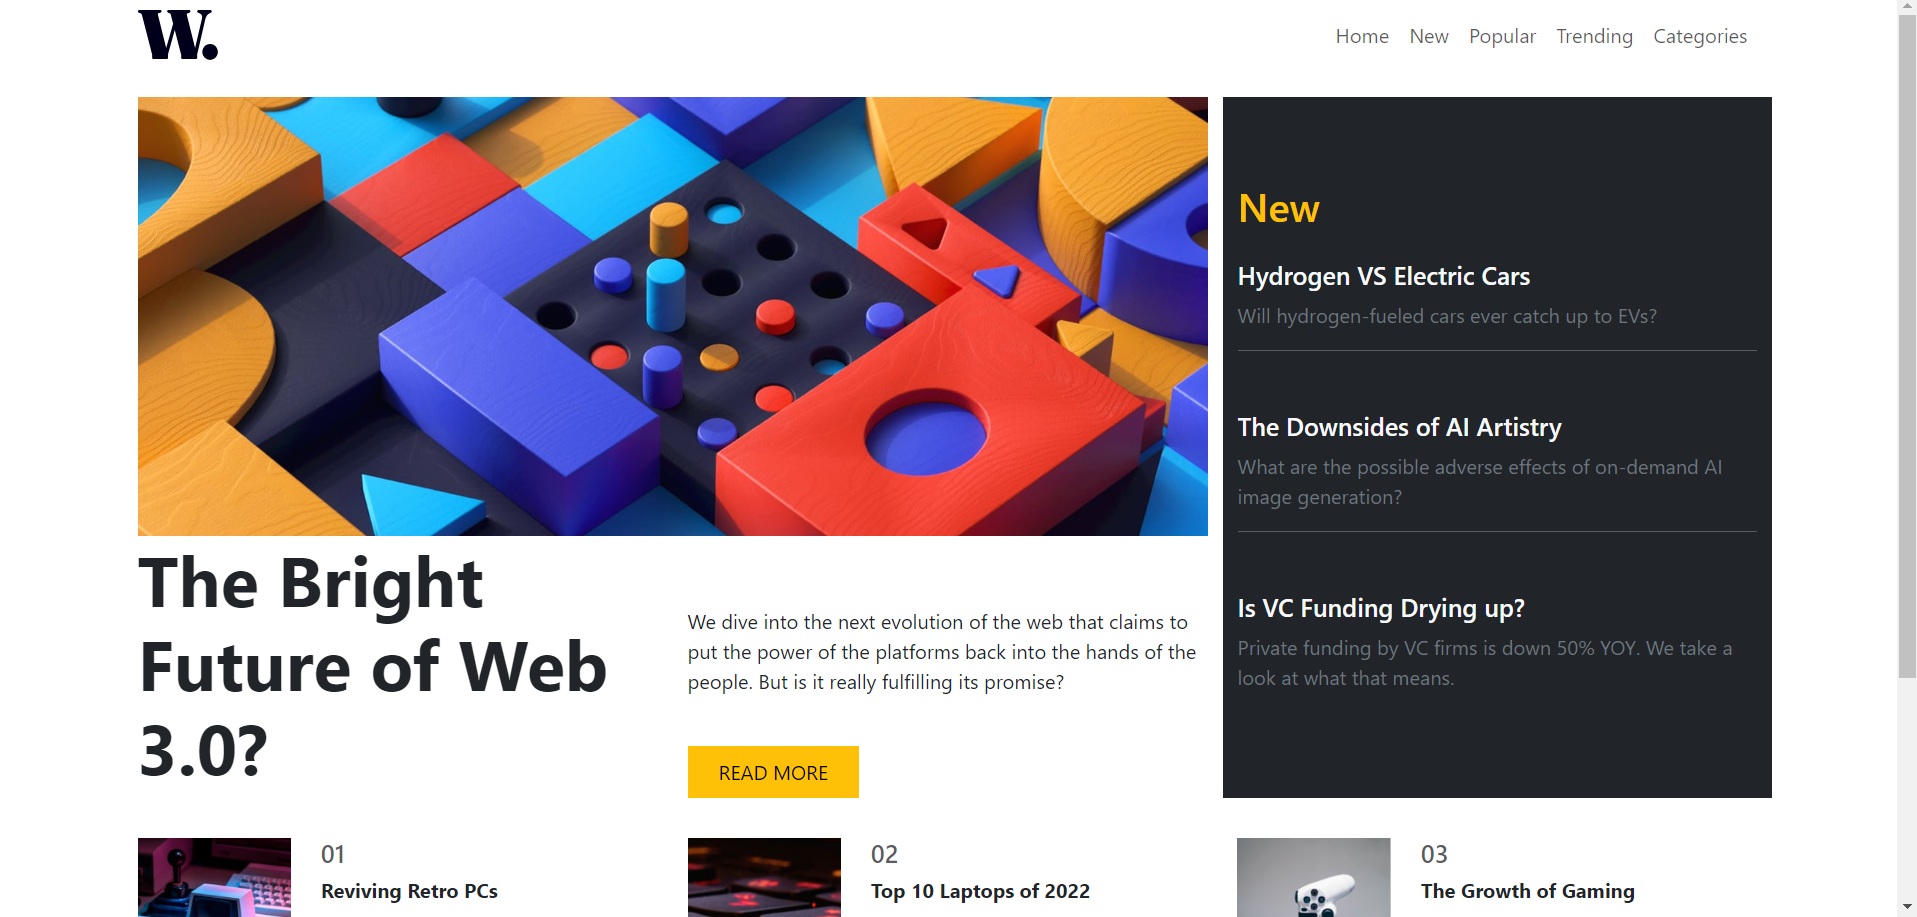 W.
Home New Popular Trending Categories
New
Hydrogen VS Electric Cars
Will hydrogen-fueled cars ever catch up to EVs?
The Downsides of AI Artistry
What are the possible adverse effects of on-demand AI
image generation?
Is VC Funding Drying up?
Private funding by VC firms is down 50% YOY. We take a
look at what that means.
The Bright
Future of Web
3.0?
We dive into the next evolution of the web that claims to
put the power of the platforms back into the hands of the
people. But is it really fulfilling its promise?
READ MORE
01
Reviving Retro PCs
02
Top 10 Laptops of 2022
03
The Growth of Gaming